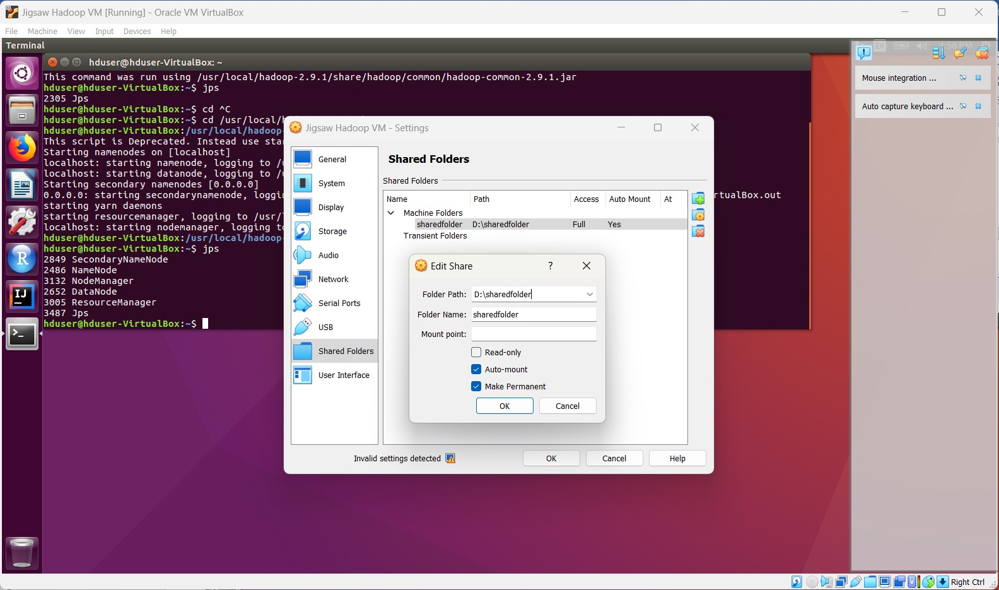 Jigsaw Hadoop VM [Running] - Oracle VM VirtualBox
File Machine View Input Devices Help
Terminal
hduser@hduser-VirtualBox: ~
This command was run using /usr/local/hadoop-2.9.1/share/hadoop/common/hadoop-common-2.9.1.jar
hduser@hduser-VirtualBox:~$ jps
2305 Jps
hduser@hduser-VirtualBox:~$ cd ^C
hduser@hduser-VirtualBox:~$ cd /usr/local/
hduser@hduser-VirtualBox:/usr/local/hadoop-
This script is Deprecated. Instead use sta
Starting namenodes on [localhost]
localhost: starting namenode, logging to /
localhost: starting datanode, logging to /
Starting secondary namenodes [0.0.0.0]
0.0.0.0: starting secondarynamenode, loggi rtualBox.out
starting yarn daemons
starting resourcemanager, logging to /usr/
localhost: starting nodemanager, logging t
hduser@hduser-VirtualBox:/usr/local/hadoop-
hduser@hduser-VirtualBox:~$ jps
2849 SecondaryNameNode
2486 NameNode
3132 NodeManager
2652 DataNode
3005 ResourceManager
3487 Jps
hduser@hduser-VirtualBox:~$
Jigsaw Hadoop VM - Settings
General
System
Display
Storage
Audio
Network
Serial Ports
USB
Shared Folders
User Interface
Shared Folders
Shared Folders
Name Path Access Auto Mount At
Machine Folders
sharedfolder D:\sharedfolder Full Yes
Transient Folders
Edit Share ?
Folder Path: D:\sharedfolder
Folder Name: sharedfolder
Mount point:
Read-only
Auto-mount
Make Permanent
OK Cancel
Invalid settings detected OK Cancel Help
En :58 PM
Mouse integration ...
Auto capture keyboard ...
R
IJ
>_
Right Ctrl